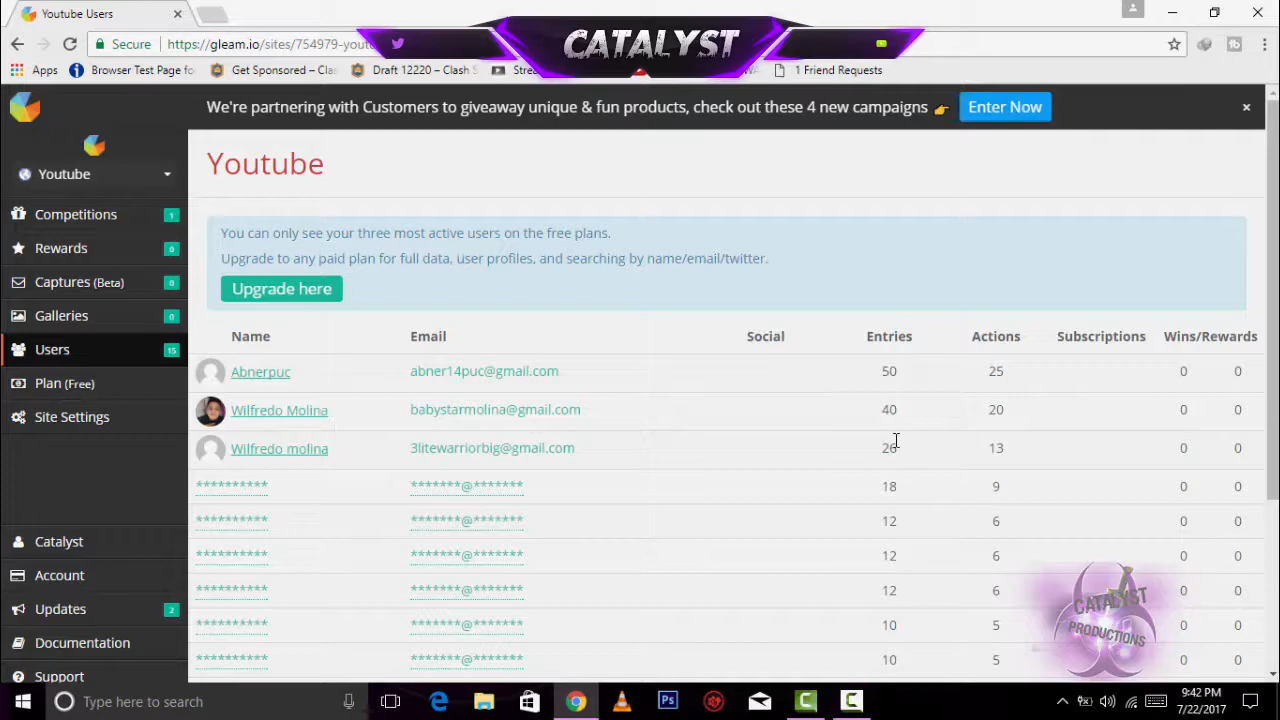 Youtube Users
CATALYST
Secure https://gleam.io/sites/754979-yout
Apps Browser Test Page fo Get Sponsored – Cla Draft 12220 – Clash S Stre 1 Friend Requests
We're partnering with Customers to giveaway unique & fun products, check out these 4 new campaigns 👉 Enter Now ×
Youtube
Competitions 1
Rewards 0
Captures (Beta) 0
Galleries 0
Users 15
Plan (Free)
Site Settings
Catalyst
Account
Updates 2
Documentation
Support
Youtube
You can only see your three most active users on the free plans.
Upgrade to any paid plan for full data, user profiles, and searching by name/email/twitter.
Upgrade here
Name Email Social Entries Actions Subscriptions Wins/Rewards
Abnerpuc abner14puc@gmail.com 50 25 0 0
Wilfredo Molina babystarmolina@gmail.com 40 20 0 0
Wilfredo molina 3litewarriorbig@gmail.com 26 13 0 0
********** *******@******* 18 9 0 0
********** *******@******* 12 6 0 0
********** *******@******* 12 6 0 0
********** *******@******* 12 6 0 0
********** *******@******* 10 5 0 0
********** *******@******* 10 5 0 0
CATALYST
PRODUCTIONS
Type here to search
9:42 PM
7/22/2017